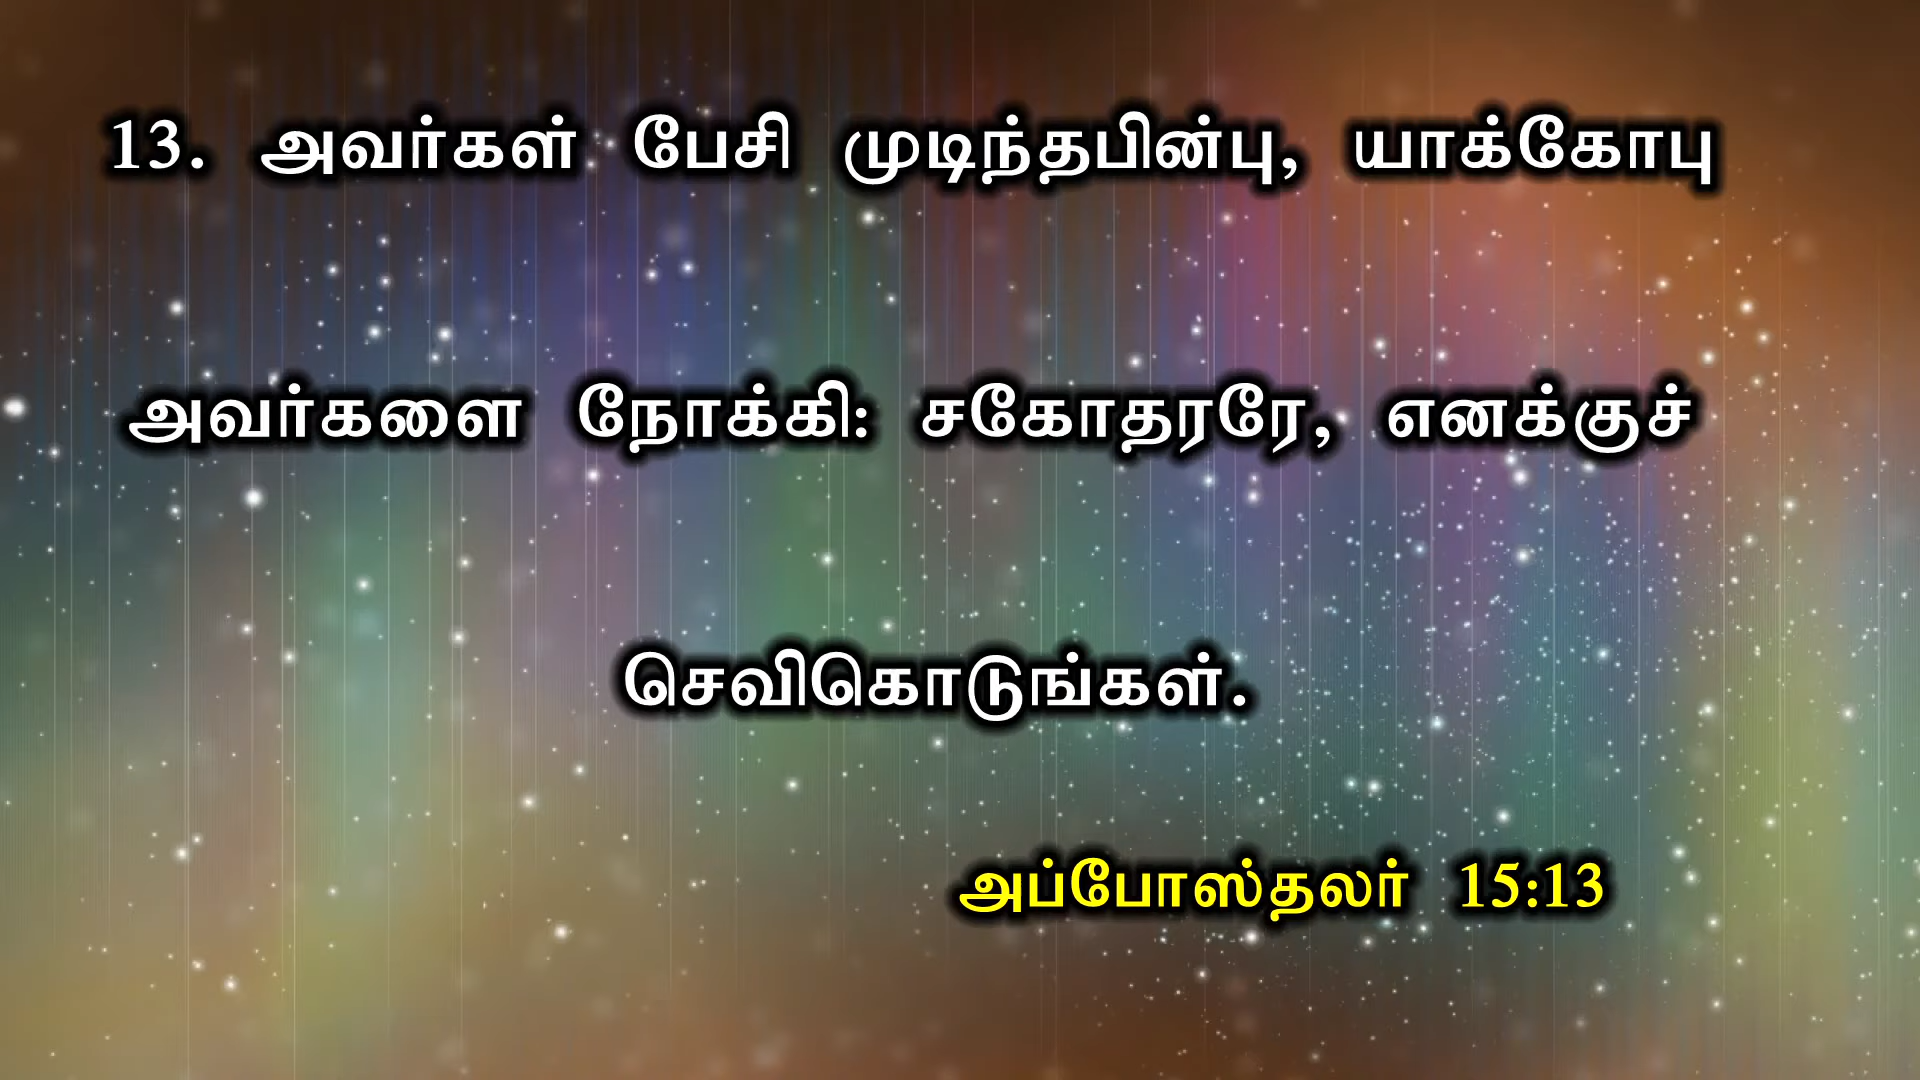 13. அவர்கள் பேசி முடிந்தபின்பு, யாக்கோபு
அவர்களை நோக்கி: சகோதரரே, எனக்குச்
செவிகொடுங்கள்.
அப்போஸ்தலர் 15:13